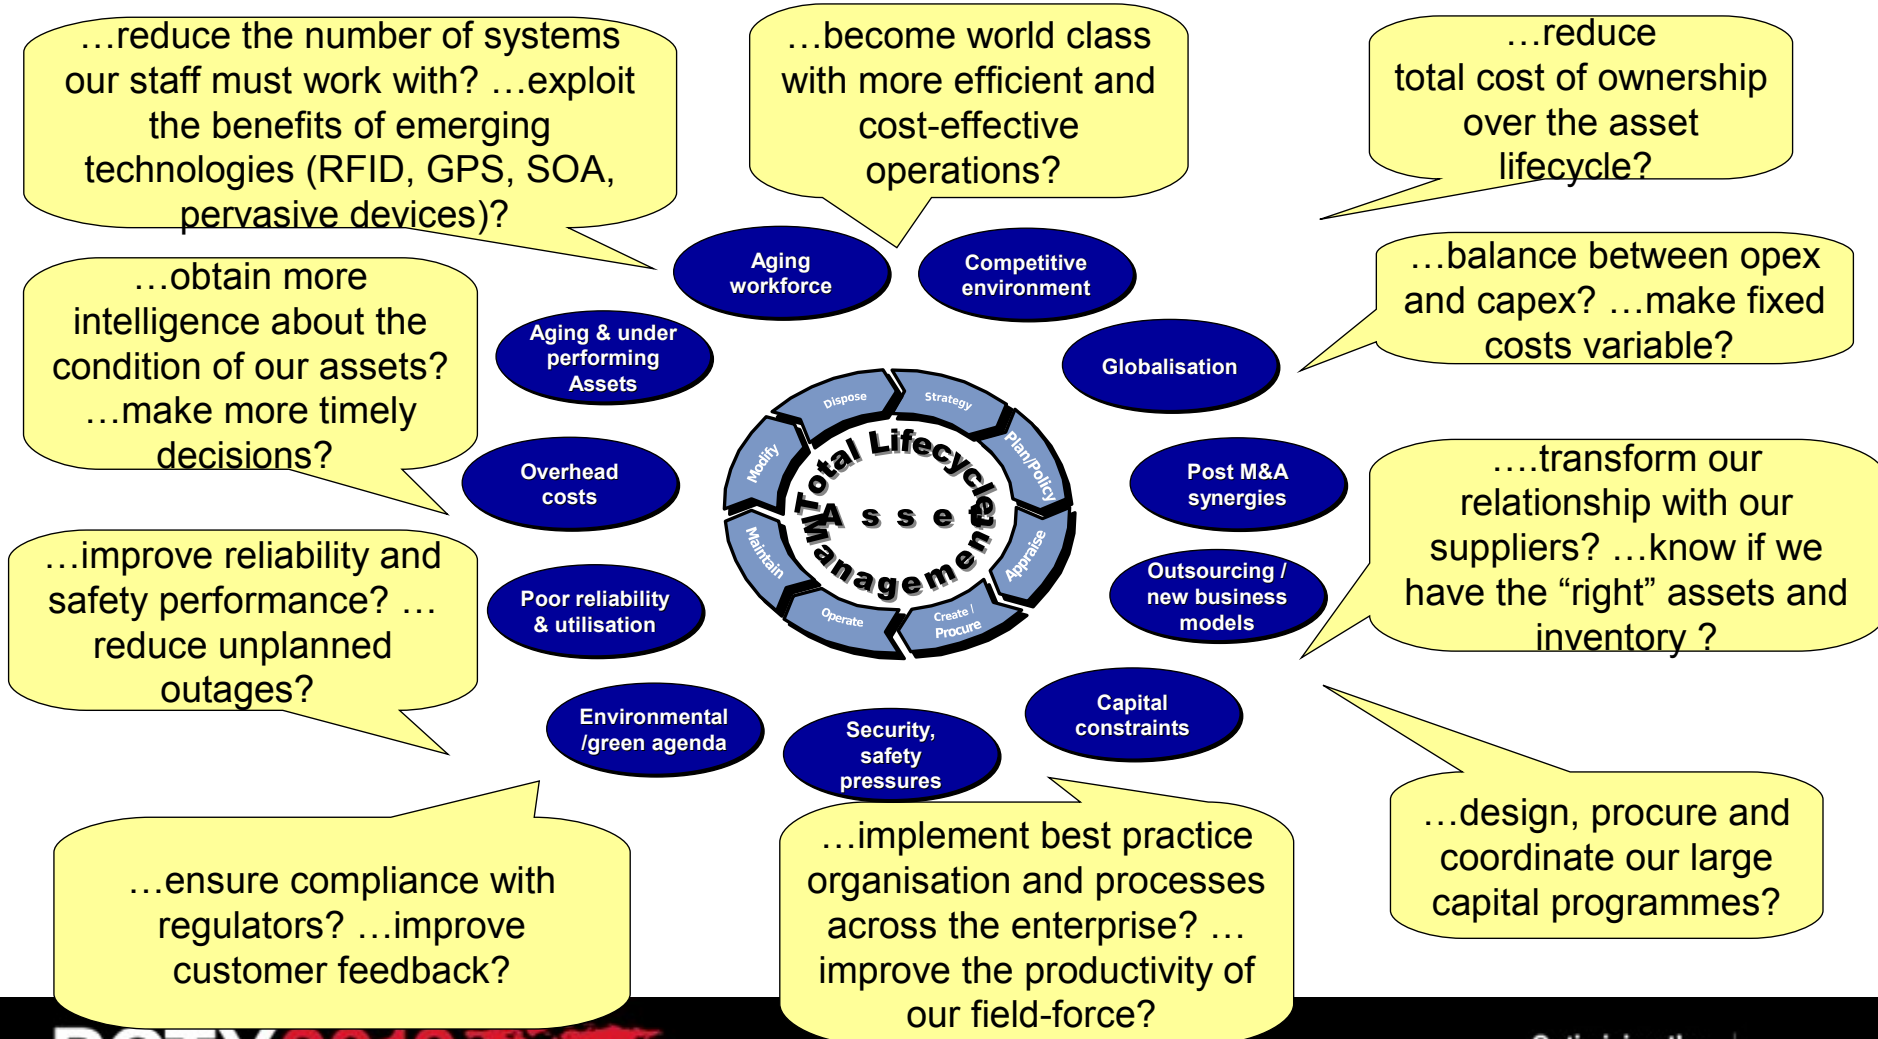 …reduce the number of systems
our staff must work with? …exploit
the benefits of emerging
technologies (RFID, GPS, SOA,
pervasive devices)?
…become world class
with more efficient and
cost-effective
operations?
…reduce
total cost of ownership
over the asset
lifecycle?
…obtain more
intelligence about the
condition of our assets?
…make more timely
decisions?
…balance between opex
and capex? …make fixed
costs variable?
Aging
workforce
Competitive
environment
Aging & under
performing
Assets
Globalisation
Overhead
costs
Post M&A
synergies
Poor reliability
& utilisation
Outsourcing /
new business
models
Environmental
/green agenda
Security,
safety
pressures
Capital
constraints
Dispose
Strategy
Plan/Policy
Appraise
Create /
Procure
Operate
Maintain
Modify
Total Lifecycle
Asset
Management
…improve reliability and
safety performance? …
reduce unplanned
outages?
….transform our
relationship with our
suppliers? …know if we
have the “right” assets and
inventory ?
…ensure compliance with
regulators? …improve
customer feedback?
…implement best practice
organisation and processes
across the enterprise? …
improve the productivity of
our field-force?
…design, procure and
coordinate our large
capital programmes?